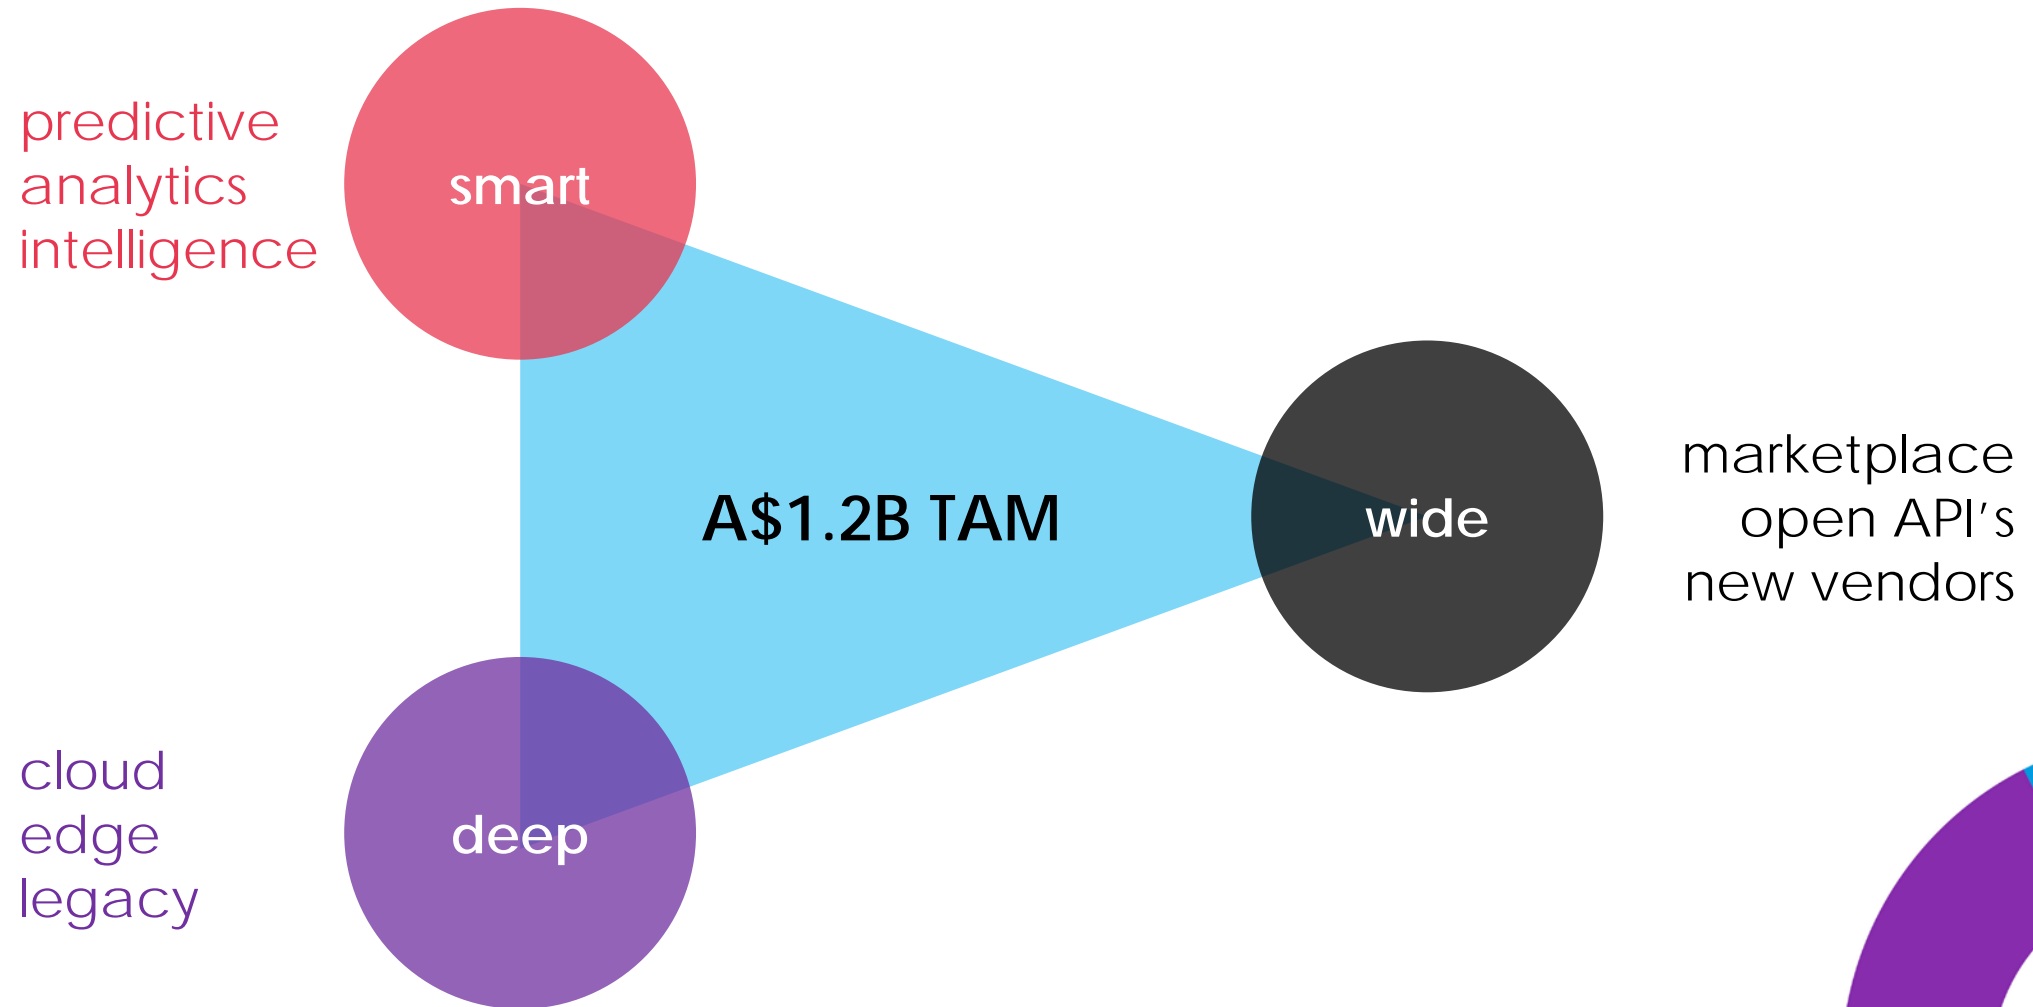 predictive
analytics
intelligence
smart
A$1.2B TAM
wide
marketplace
open API's
new vendors
cloud
edge
legacy
deep